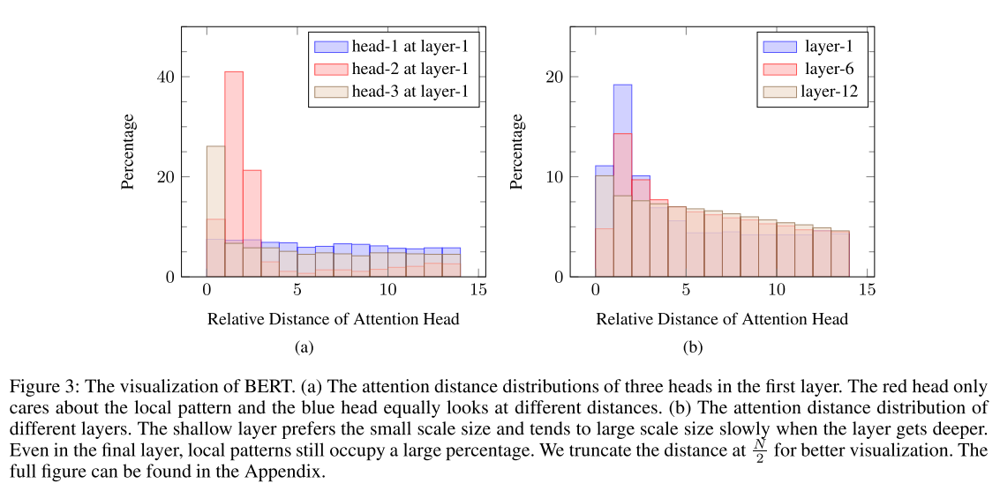 40
20
0
0
5
10
15
Percentage
Relative Distance of Attention Head
head-1 at layer-1
head-2 at layer-1
head-3 at layer-1
(a)
20
10
0
0
5
10
15
Percentage
Relative Distance of Attention Head
layer-1
layer-6
layer-12
(b)
Figure 3: The visualization of BERT. (a) The attention distance distributions of three heads in the first layer. The red head only
cares about the local pattern and the blue head equally looks at different distances. (b) The attention distance distribution of
different layers. The shallow layer prefers the small scale size and tends to large scale size slowly when the layer gets deeper.
Even in the final layer, local patterns still occupy a large percentage. We truncate the distance at N/2 for better visualization. The
full figure can be found in the Appendix.